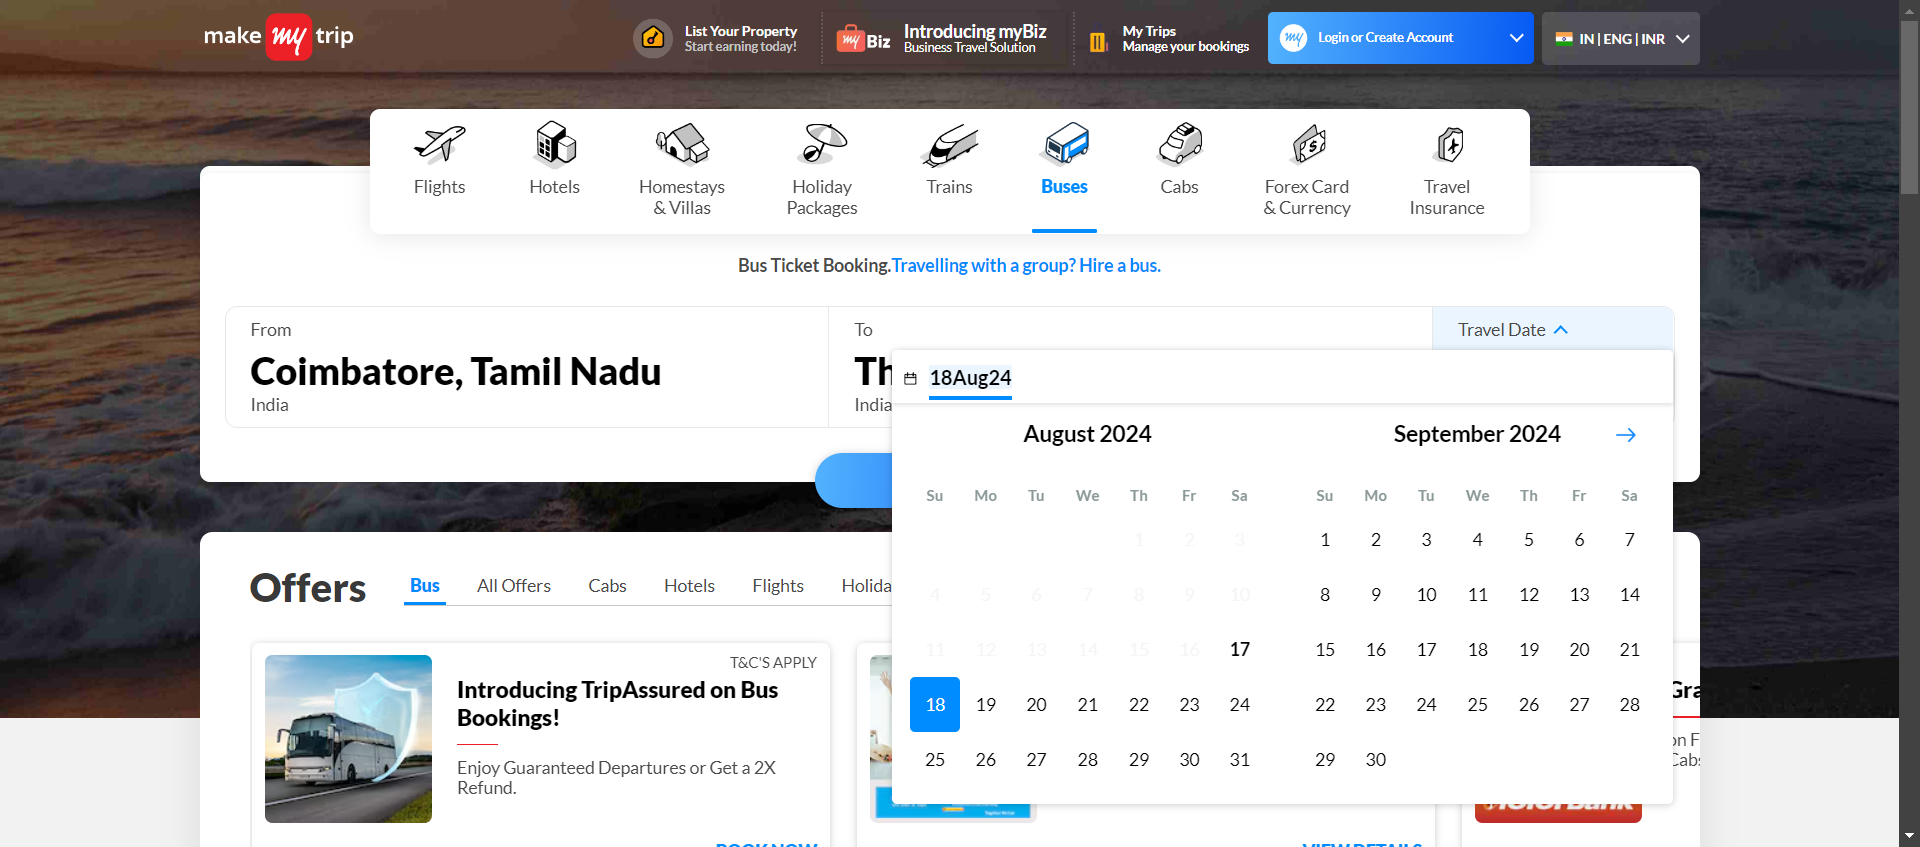 make my trip
List Your Property
Start earning today!
my Biz
Introducing myBiz
Business Travel Solution
My Trips
Manage your bookings
my Login or Create Account
IN | ENG | INR
Flights
Hotels
Homestays
& Villas
Holiday
Packages
Trains
Buses
Cabs
Forex Card
& Currency
Travel
Insurance
Bus Ticket Booking.Travelling with a group? Hire a bus.
From
Coimbatore, Tamil Nadu
India
To
Th
India
Travel Date
18Aug24
August 2024
Su Mo Tu We Th Fr Sa
1 2 3
4 5 6 7 8 9 10
11 12 13 14 15 16 17
18 19 20 21 22 23 24
25 26 27 28 29 30 31
September 2024
Su Mo Tu We Th Fr Sa
1 2 3 4 5 6 7
8 9 10 11 12 13 14
15 16 17 18 19 20 21
22 23 24 25 26 27 28
29 30
Offers
Bus
All Offers
Cabs
Hotels
Flights
Holida
T&C'S APPLY
Introducing TripAssured on Bus
Bookings!
Enjoy Guaranteed Departures or Get a 2X
Refund.
BOOK NOW
VIEW DETAILS
Gra
on F
Cabs